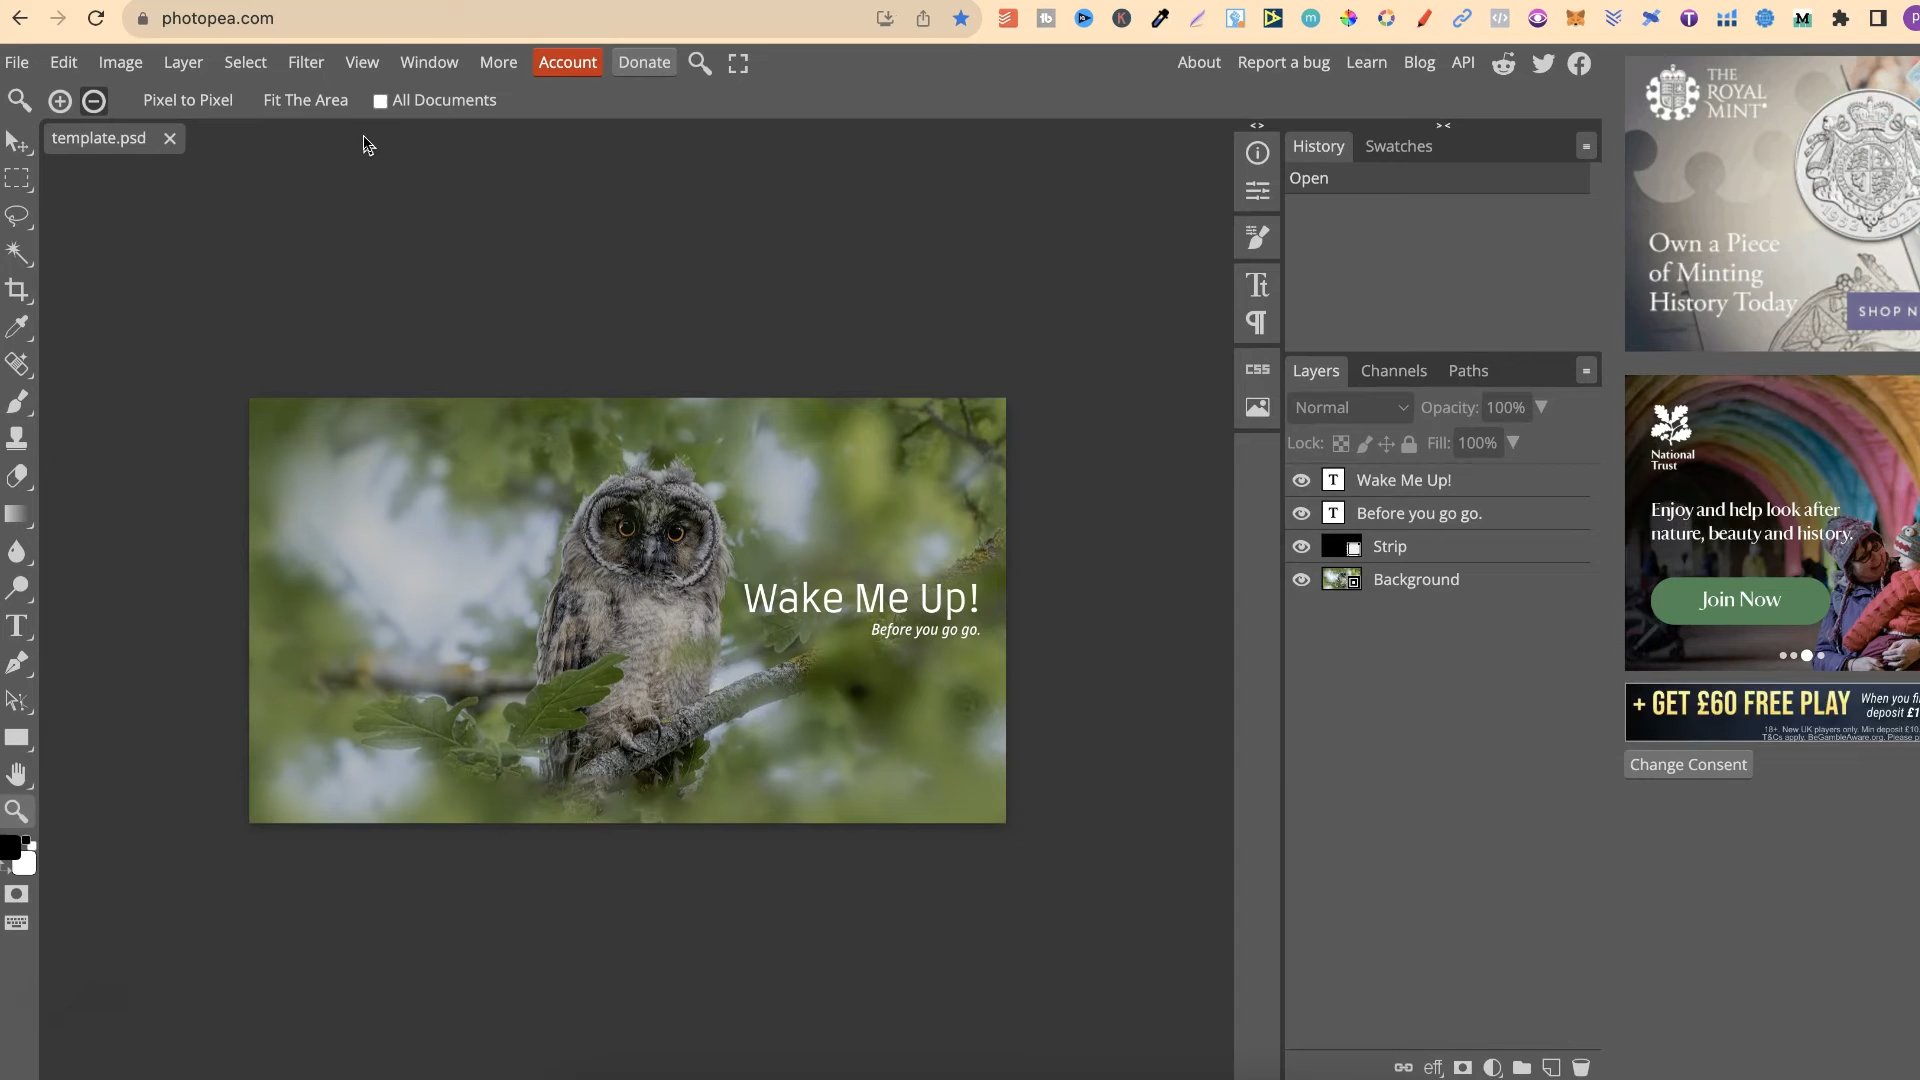 photopea.com
File Edit Image Layer Select Filter View Window More Account Donate
About Report a bug Learn Blog API
Pixel to Pixel Fit The Area All Documents
template.psd
Wake Me Up!
Before you go go.
History Swatches
Open
CSS
Layers Channels Paths
Normal Opacity: 100%
Lock: Fill: 100%
T Wake Me Up!
T Before you go go.
Strip
Background
eff
THE
ROYAL
MINT
Own a Piece
of Minting
History Today
SHOP N
National
Trust
Enjoy and help look after
nature, beauty and history.
Join Now
+ GET £60 FREE PLAY When you fi
deposit £1
18+. New UK players only. Min deposit £10.
T&Cs apply. BeGambleAware.org. Please p
Change Consent